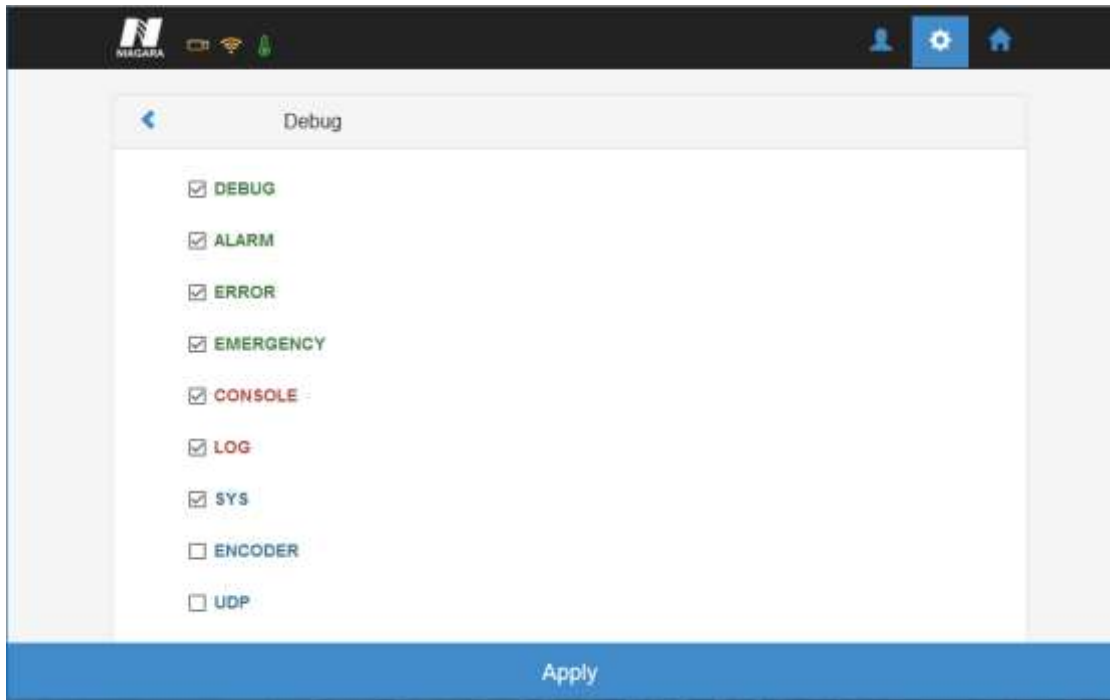 NIAGARA
Debug
DEBUG
ALARM
ERROR
EMERGENCY
CONSOLE
LOG
SYS
ENCODER
UDP
Apply